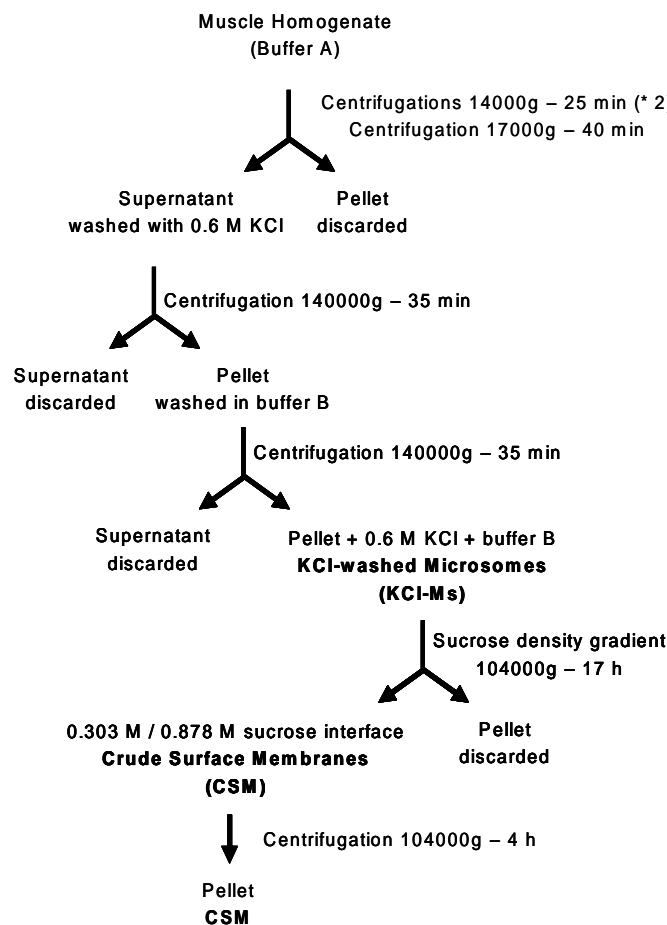 Muscle Homogenate
(Buffer A)
Centrifugations 14000g – 25 min (* 2)
Centrifugation 17000g – 40 min
Supernatant
washed with 0.6 M KCl
Pellet
discarded
Centrifugation 140000g – 35 min
Supernatant
discarded
Pellet
washed in buffer B
Centrifugation 140000g – 35 min
Supernatant
discarded
Pellet + 0.6 M KCl + buffer B
KCl-washed Microsomes
(KCl-Ms)
Sucrose density gradient
104000g – 17 h
0.303 M / 0.878 M sucrose interface
Crude Surface Membranes
(CSM)
Pellet
discarded
Centrifugation 104000g – 4 h
Pellet
CSM